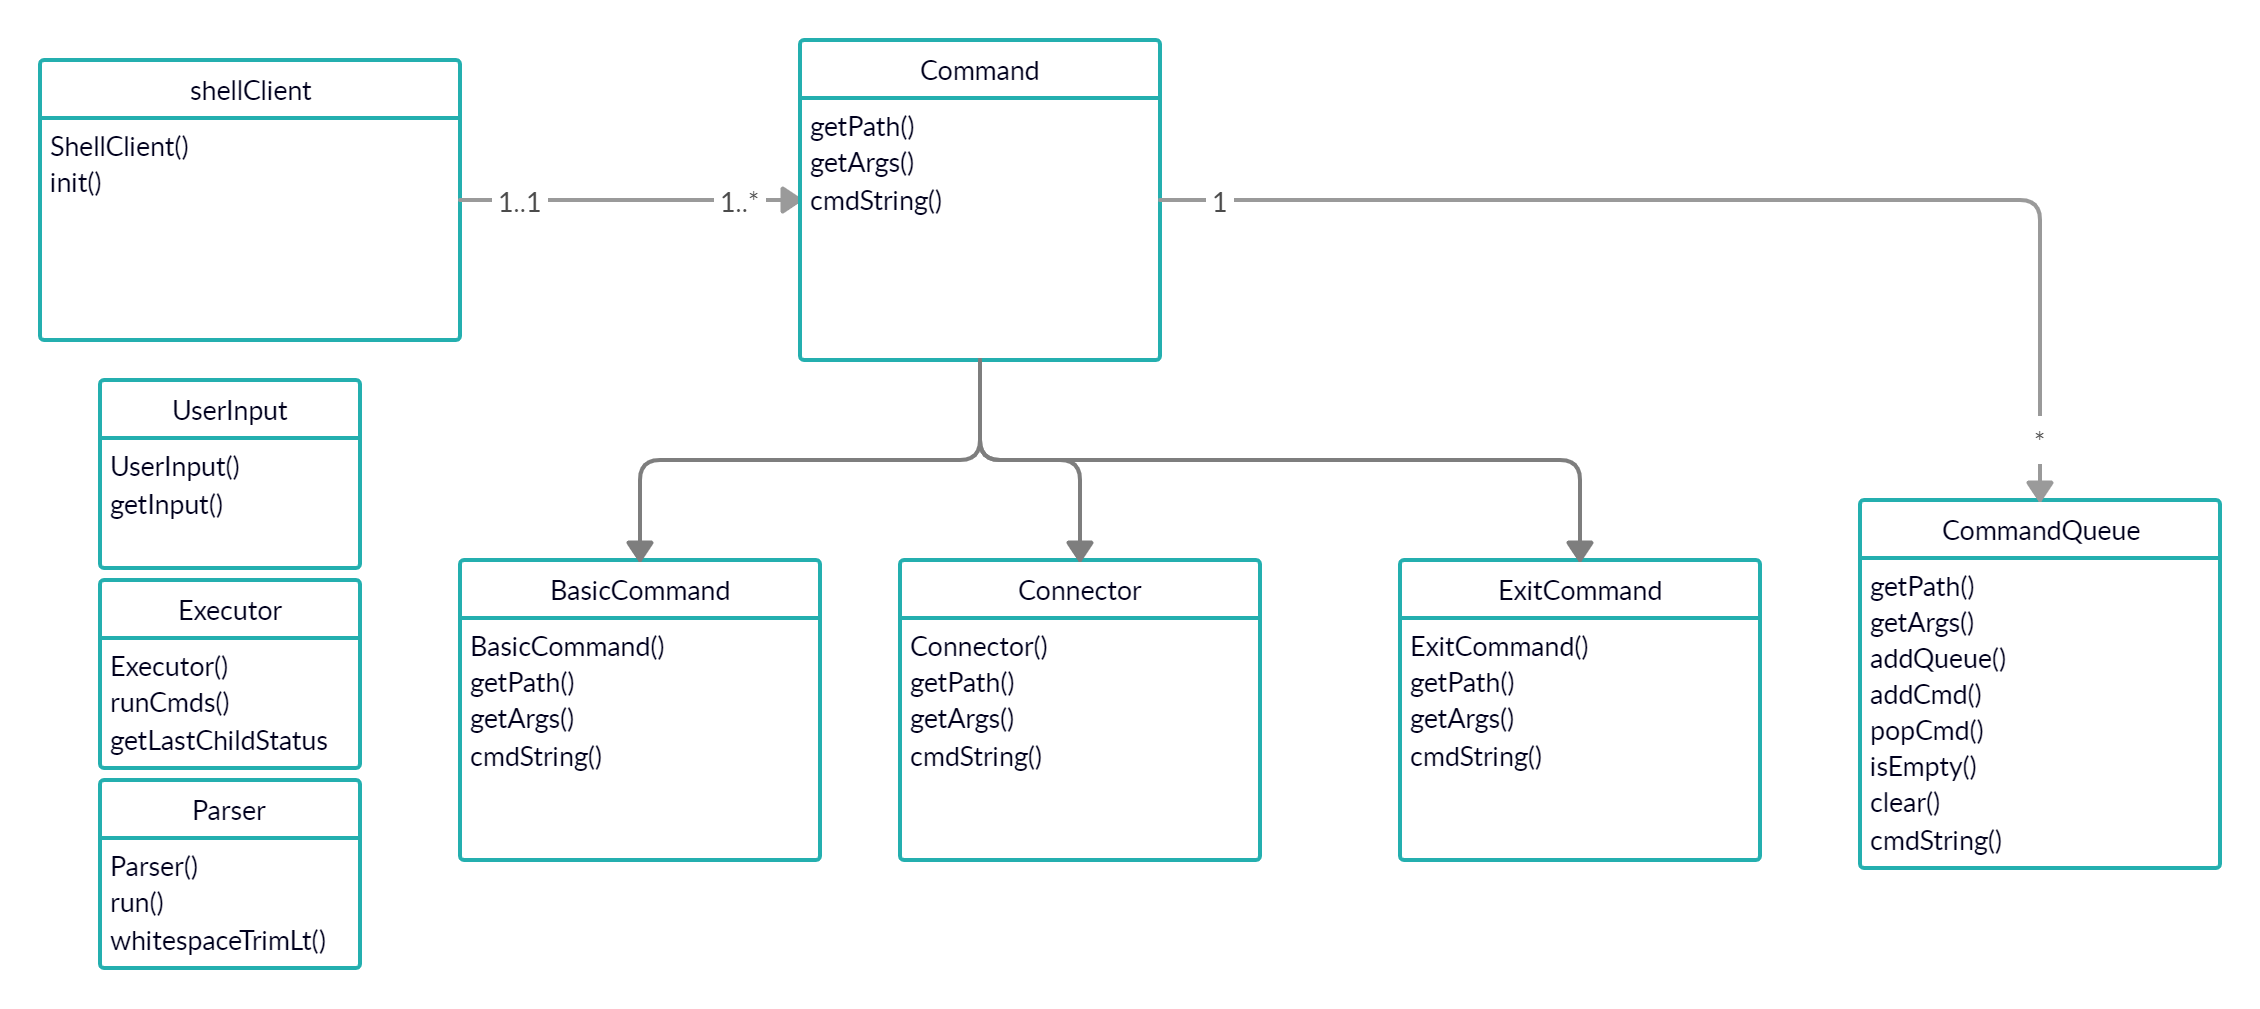 shellClient
ShellClient()
init()
1..1
1..*
Command
getPath()
getArgs()
cmdString()
1
*
UserInput
UserInput()
getInput()
Executor
Executor()
runCmds()
getLastChildStatus
Parser
Parser()
run()
whitespaceTrimLt()
BasicCommand
BasicCommand()
getPath()
getArgs()
cmdString()
Connector
Connector()
getPath()
getArgs()
cmdString()
ExitCommand
ExitCommand()
getPath()
getArgs()
cmdString()
CommandQueue
getPath()
getArgs()
addQueue()
addCmd()
popCmd()
isEmpty()
clear()
cmdString()